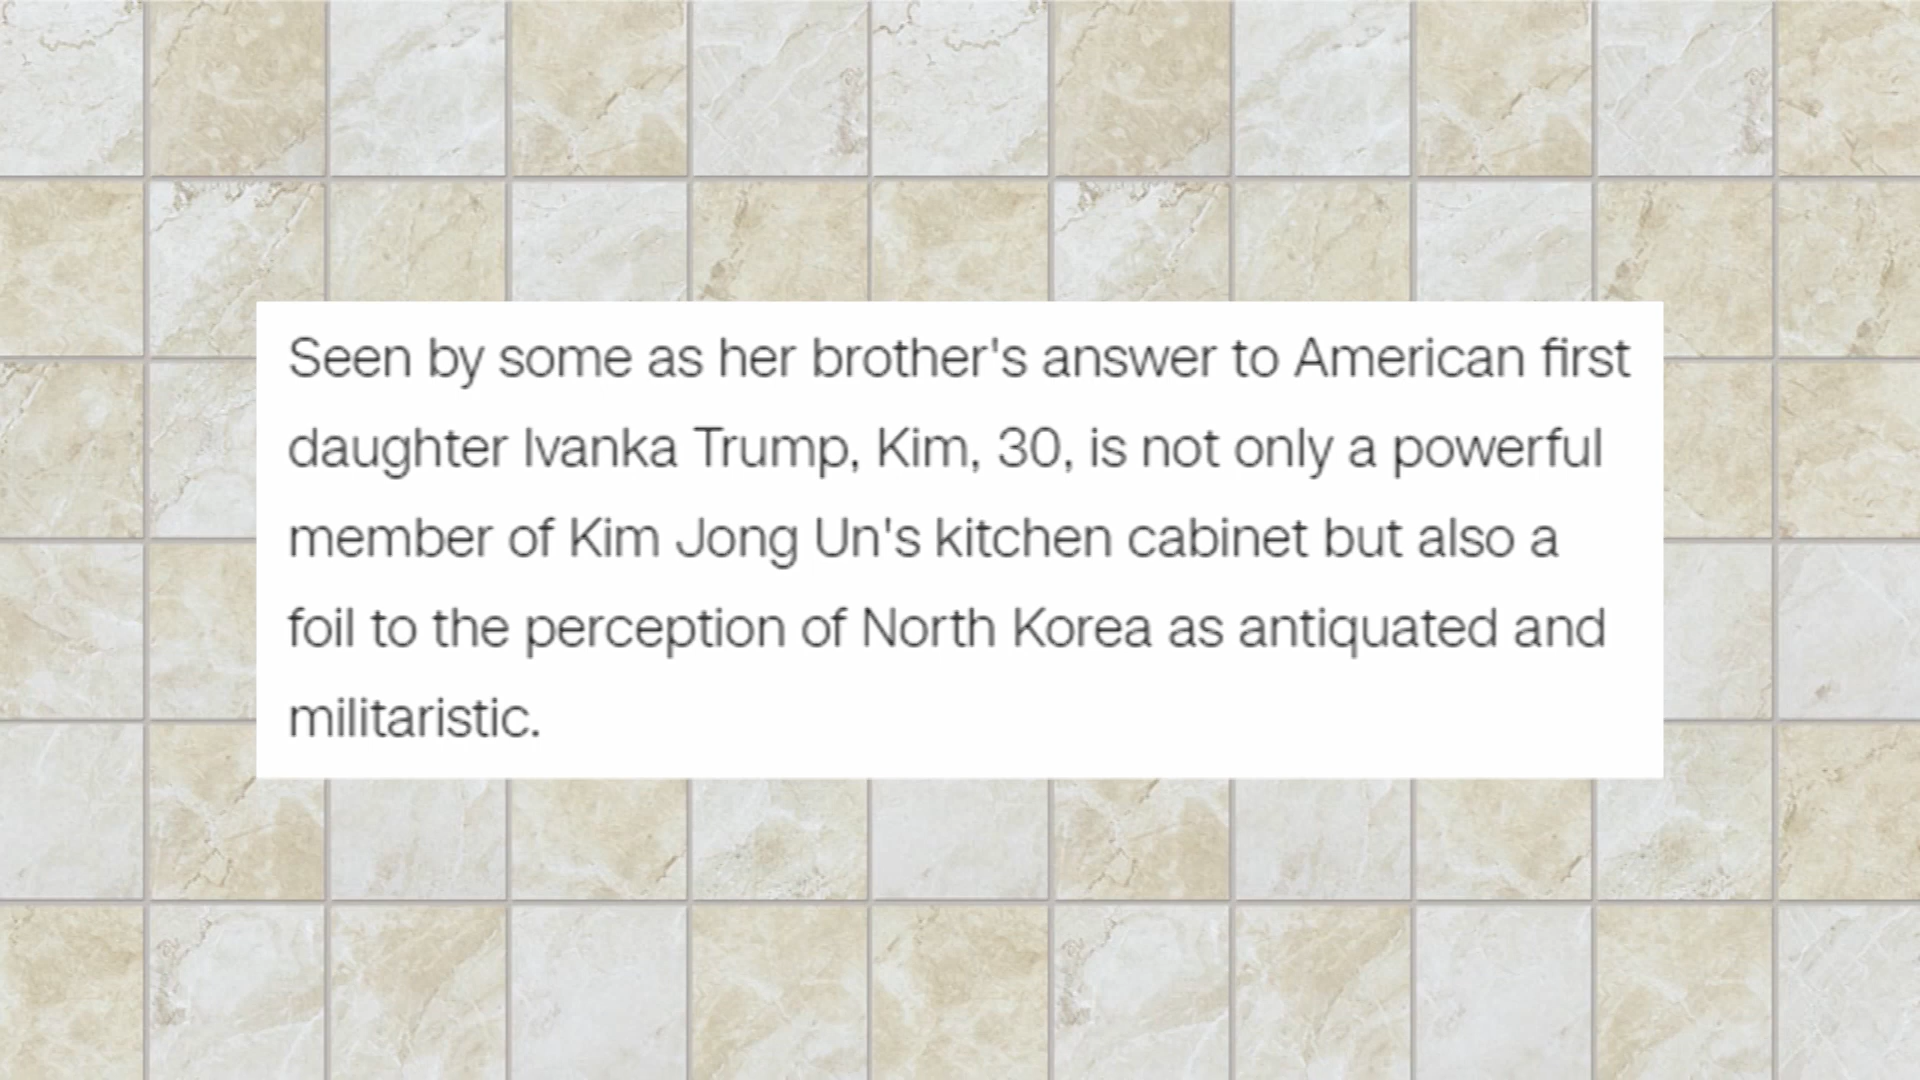 Seen by some as her brother's answer to American first
daughter Ivanka Trump, Kim, 30, is not only a powerful
member of Kim Jong Un's kitchen cabinet but also a
foil to the perception of North Korea as antiquated and
militaristic.